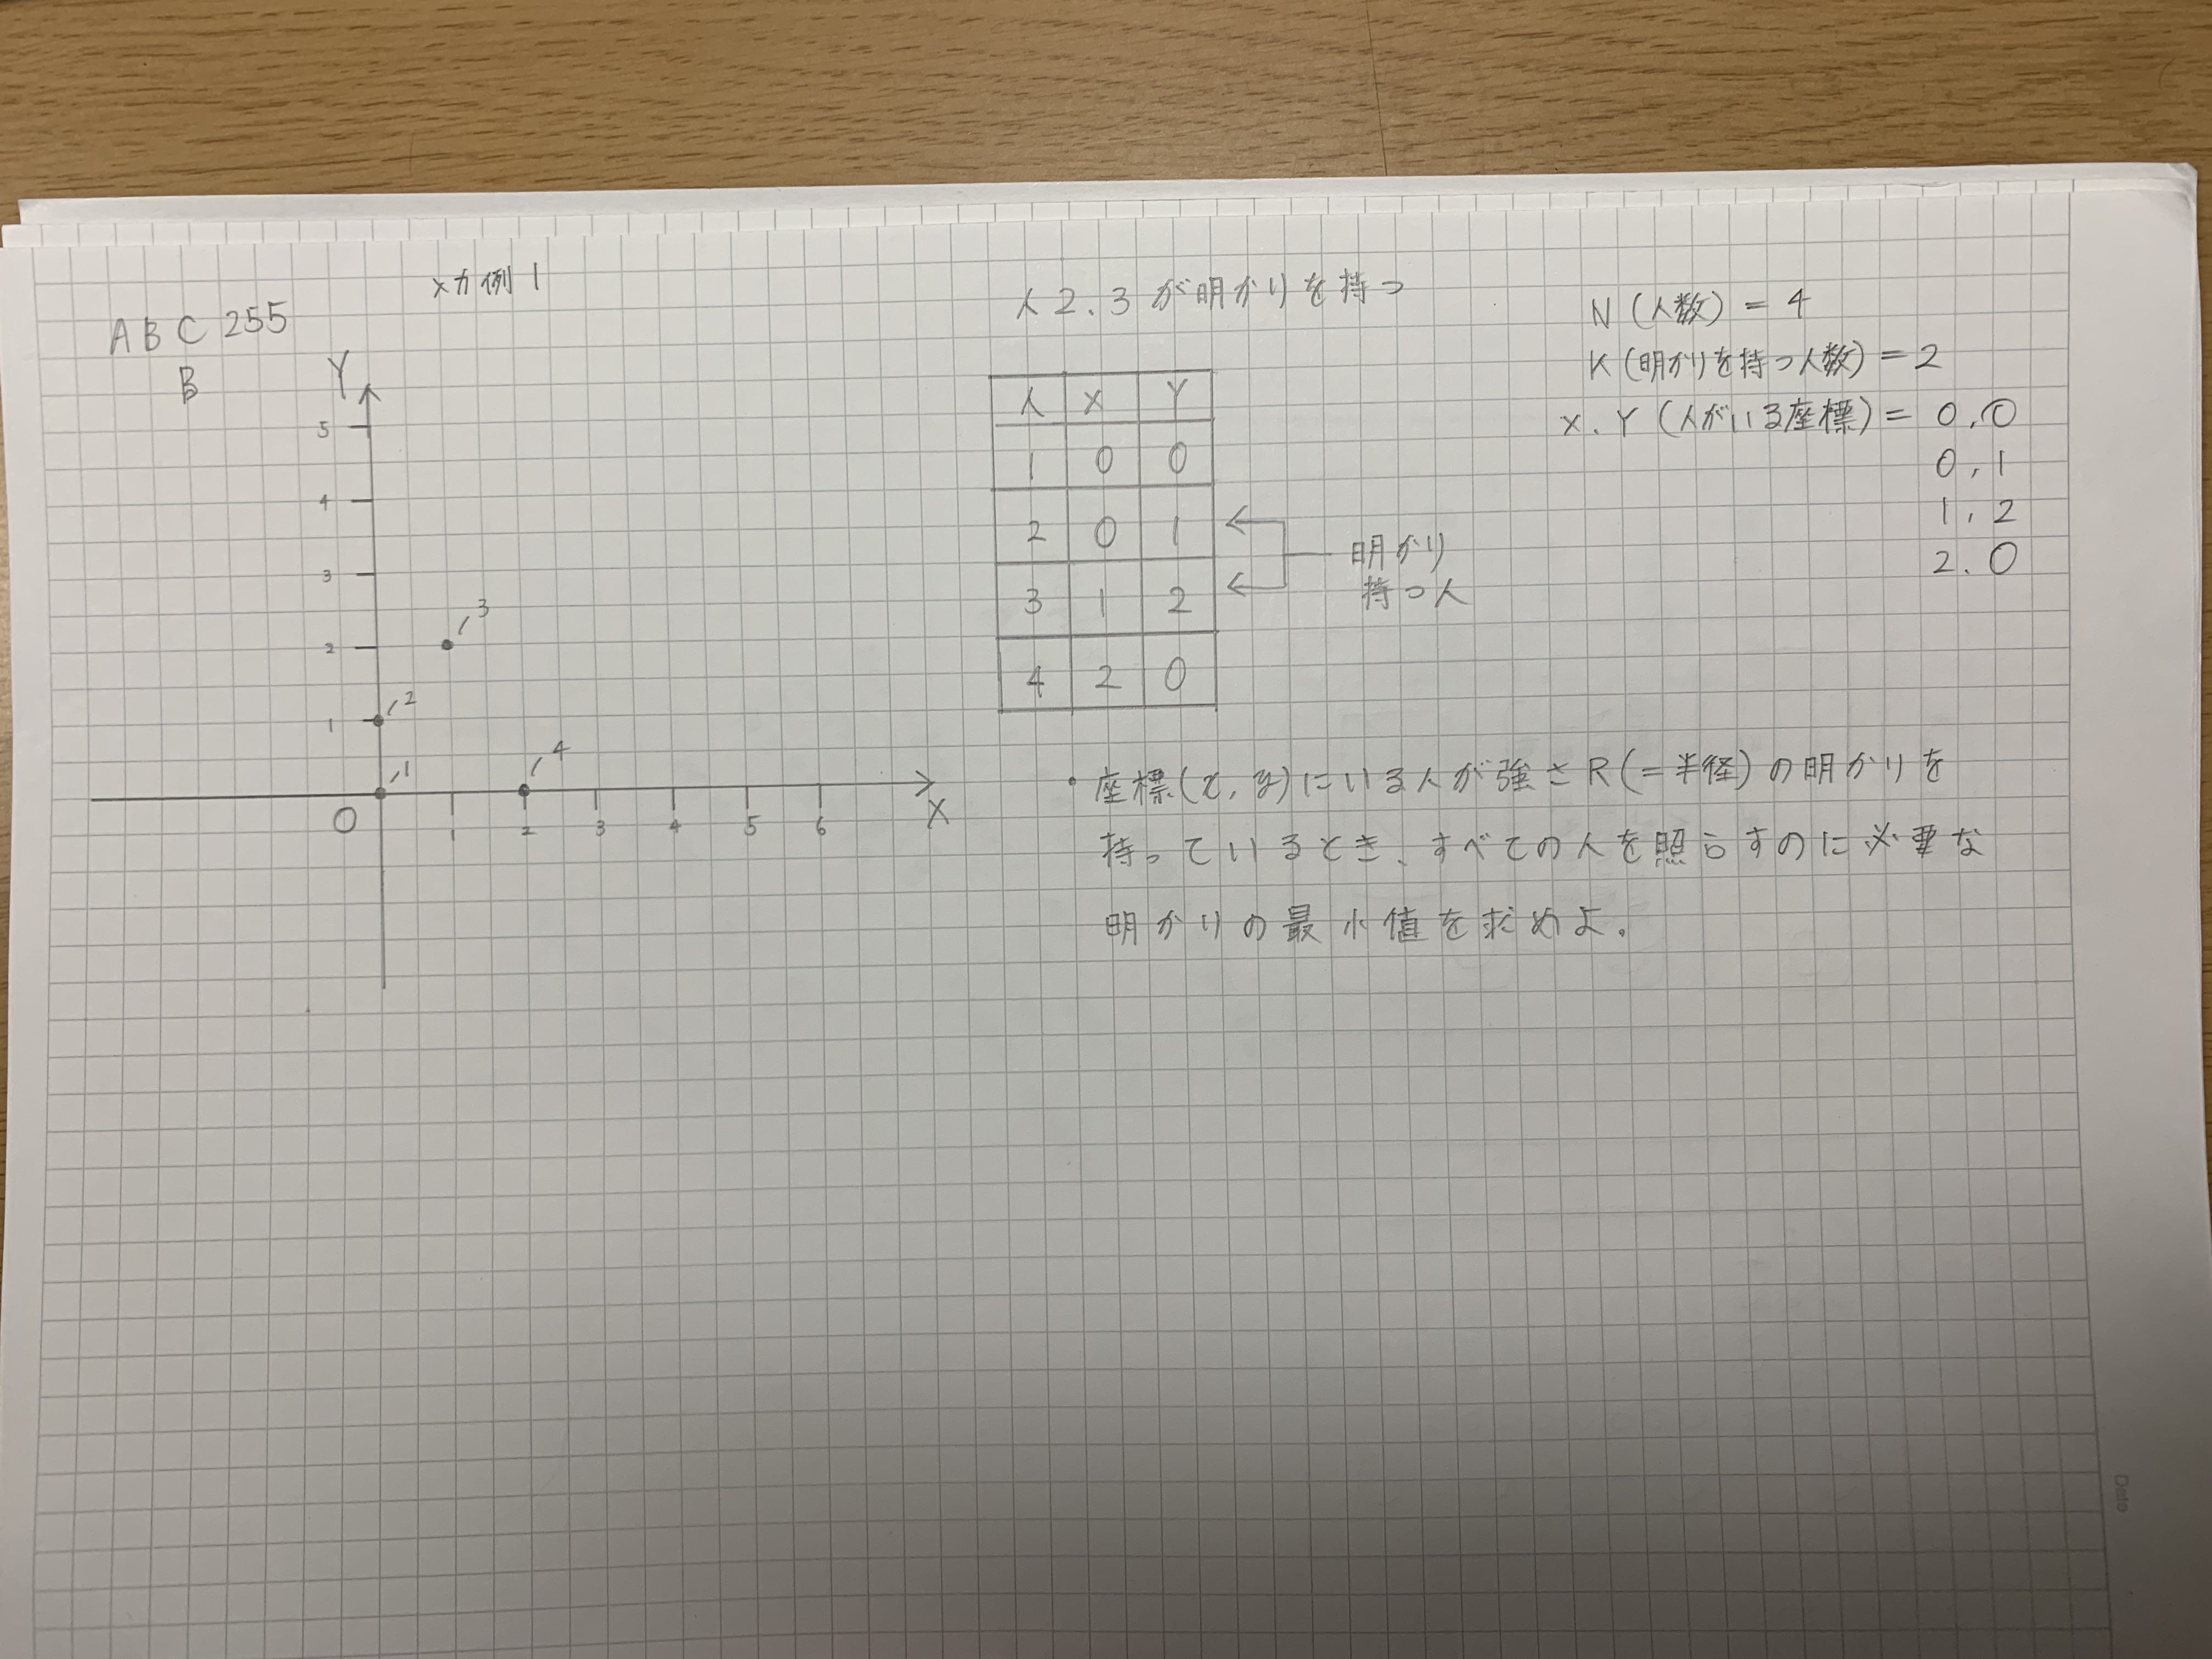 ABC 255
B
入力例1
Y
5
4
3
2
1
O
1 2 3 4 5 6
X
,1
,2
,3
,4
人2.3が明かりを持つ
人 X Y
1 0 0
2 0 1
3 1 2
4 2 0
明かり
持つ人
N(人数)=4
K(明かりを持つ人数)=2
X.Y(人がいる座標)=0,0
0,1
1,2
2.0
・座標(x,y)にいる人が強さR(=半径)の明かりを
持っているとき、すべての人を照らすのに必要な
明かりの最小値を求めよ。
Date